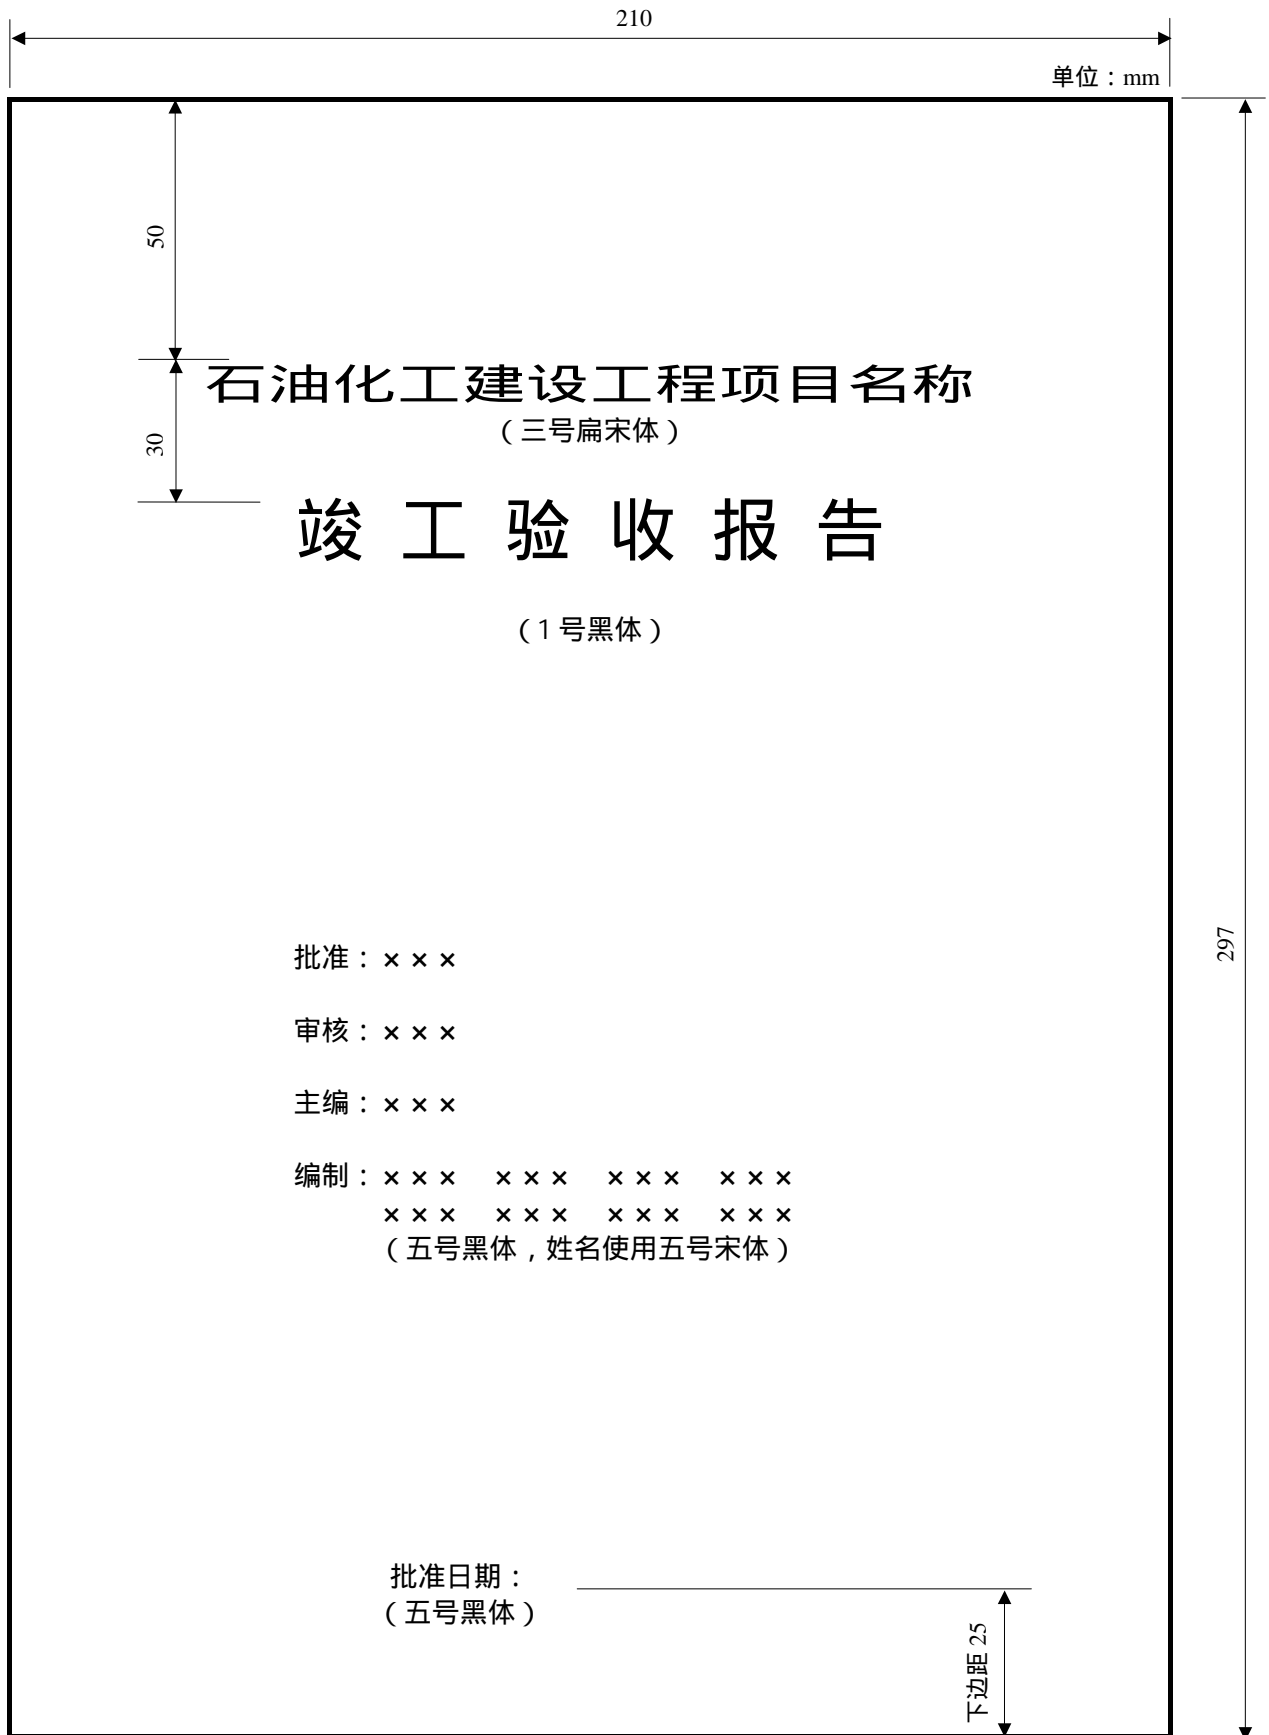 210
单位：mm
50
石油化工建设工程项目名称
（三号扁宋体）
30
竣工验收报告
（1号黑体）
批准：×××
297
审核：×××
主编：×××
编制：××× ××× ××× ×××
××× ××× ××× ×××
（五号黑体，姓名使用五号宋体）
批准日期：
（五号黑体）
下边距 25